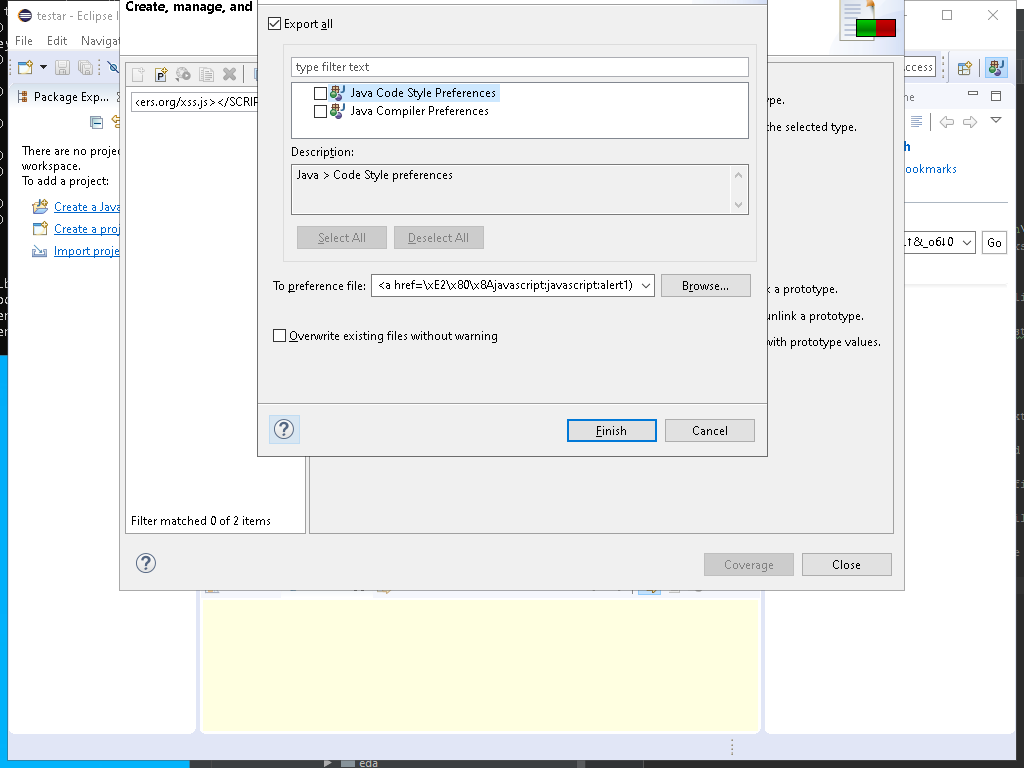 testar - Eclipse I
File Edit Navigat
Package Exp...
There are no projec
workspace.
To add a project:
Create a Java
Create a proj
Import proje
Create, manage, and
<ers.org/xss.js></SCRIP
Filter matched 0 of 2 items
Export all
type filter text
Java Code Style Preferences
Java Compiler Preferences
Description:
Java > Code Style preferences
Select All Deselect All
To preference file: <a href=\xE2\x80\x8Ajavascript:javascript:alert1) Browse...
Overwrite existing files without warning
Finish Cancel
ype.
the selected type.
k a prototype.
unlink a prototype.
with prototype values.
Coverage Close
ccess
ne
h
ookmarks
Go
eda